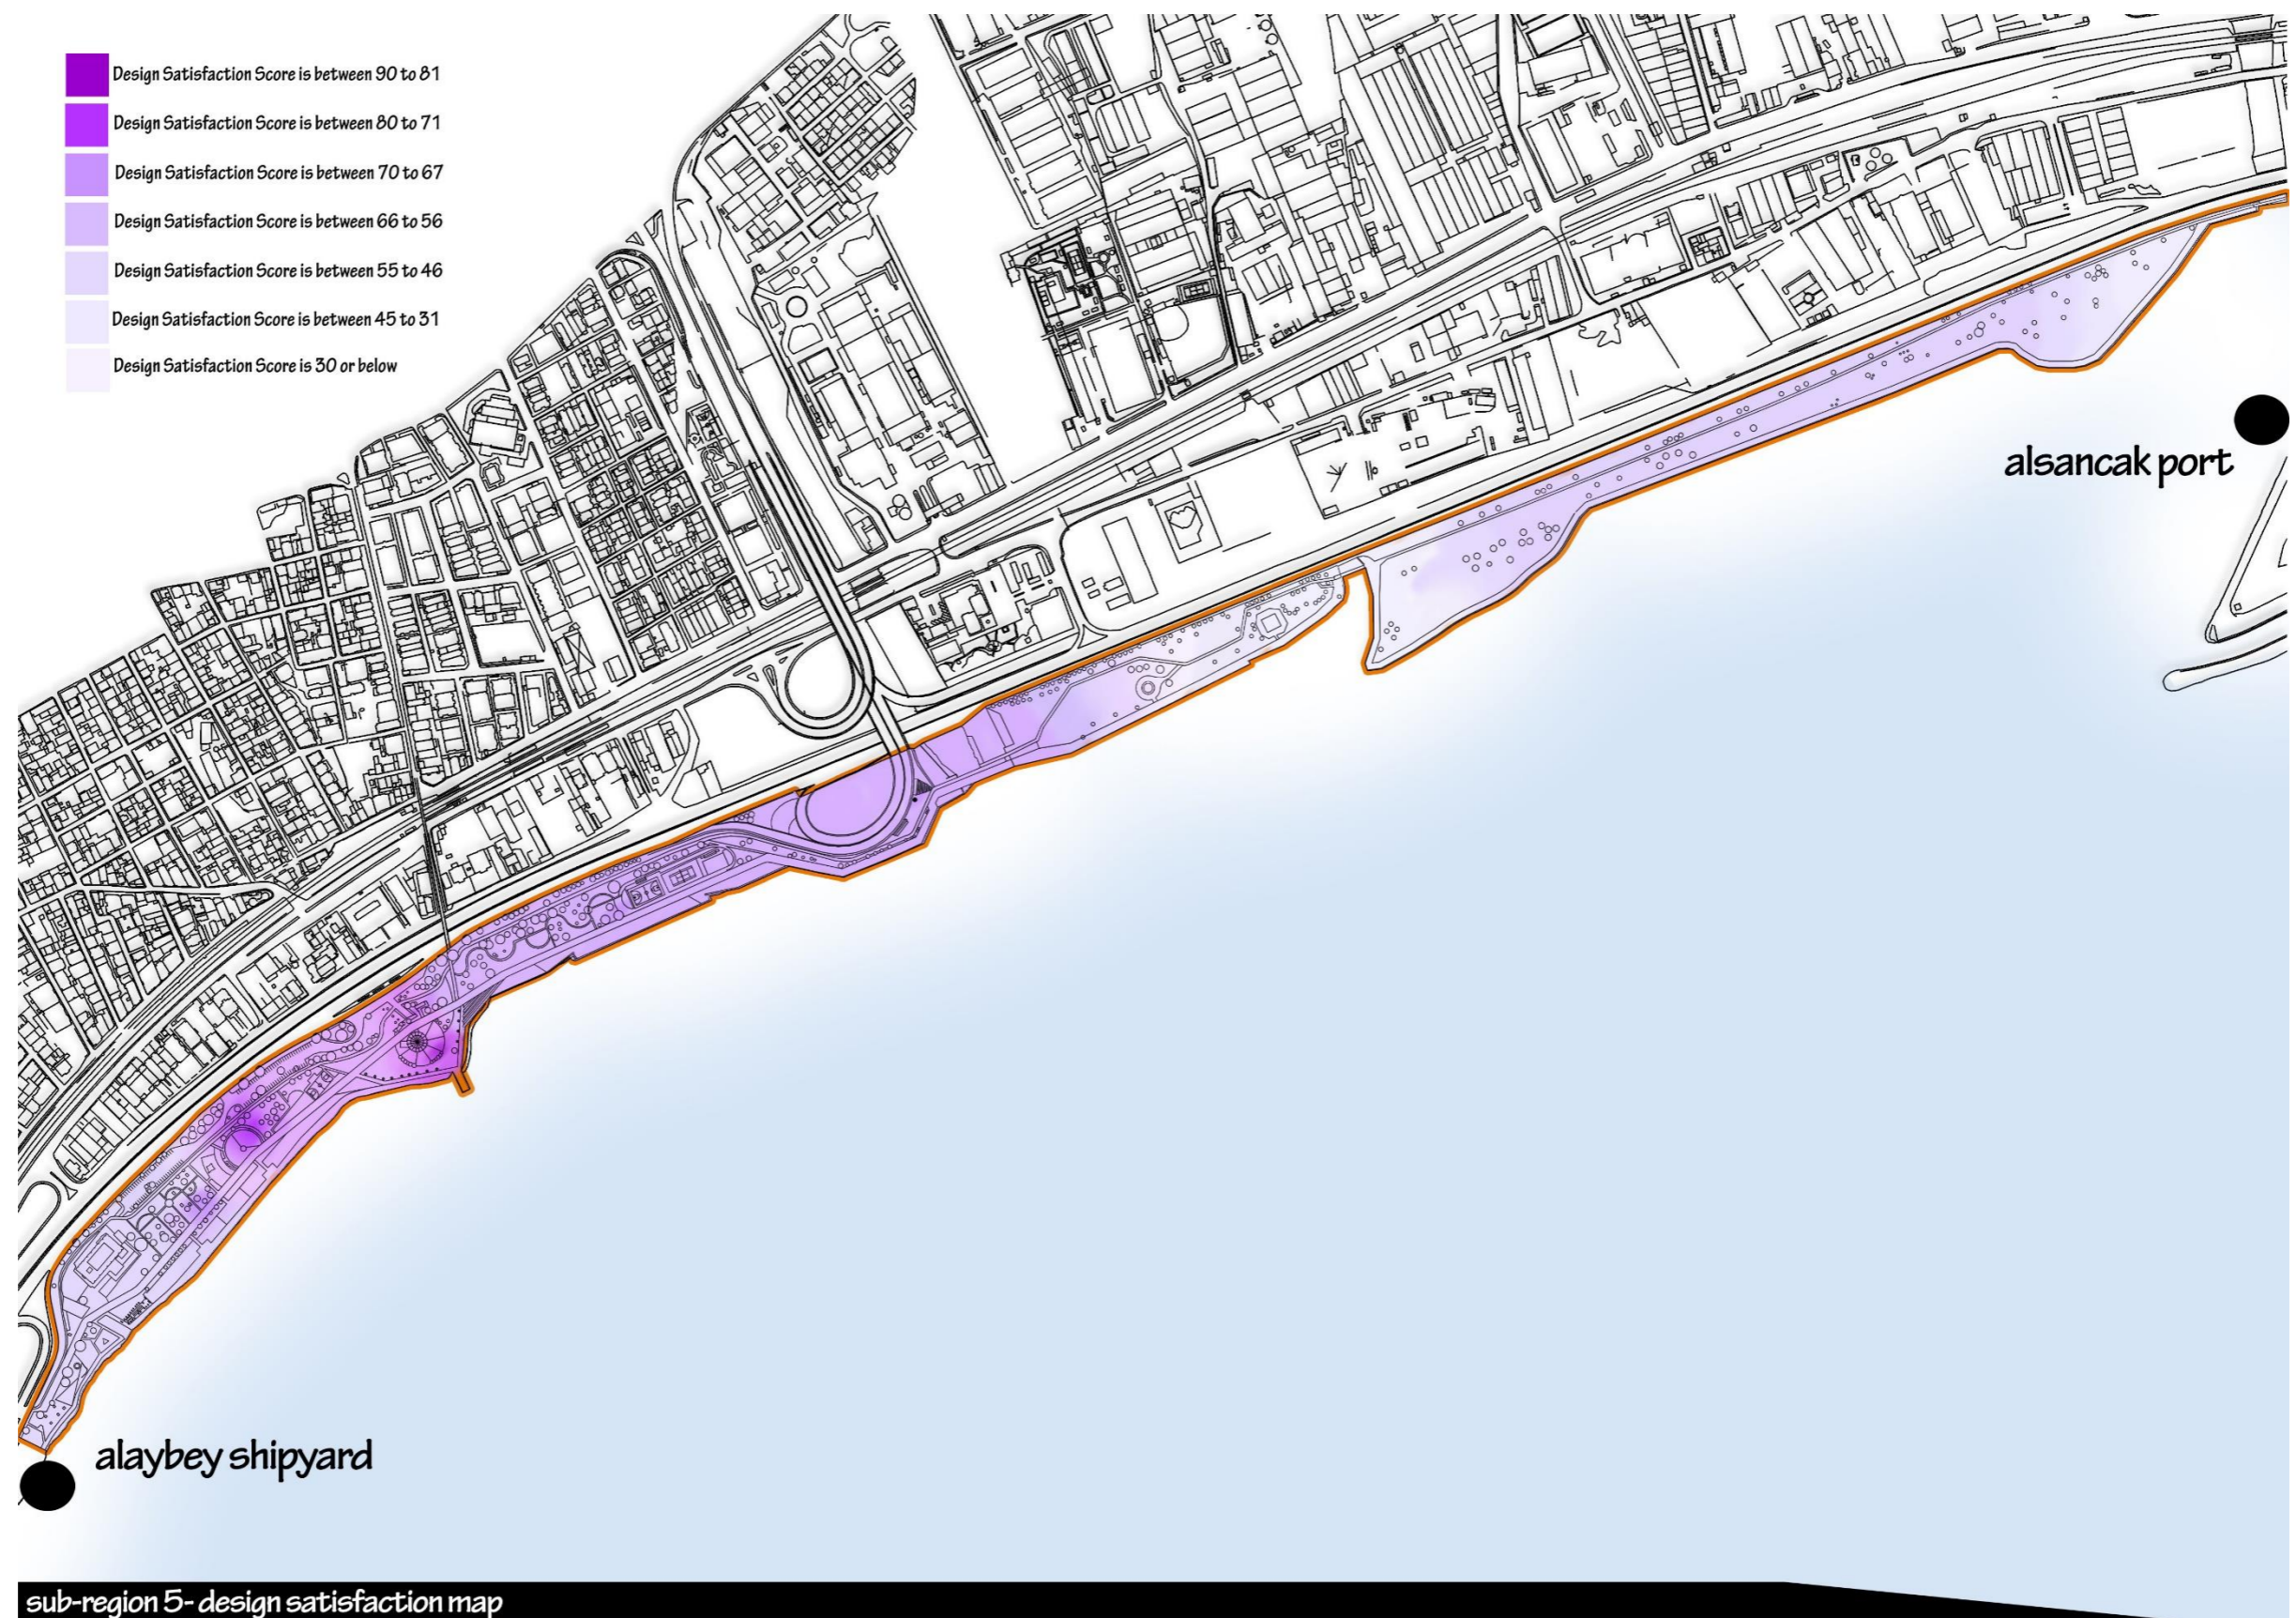 Design Satisfaction Score is between 90 to 81
Design Satisfaction Score is between 80 to 71
Design Satisfaction Score is between 70 to 67
Design Satisfaction Score is between 66 to 56
Design Satisfaction Score is between 55 to 46
Design Satisfaction Score is between 45 to 31
Design Satisfaction Score is 30 or below
alsancak port
alaybey shipyard
sub-region 5- design satisfaction map